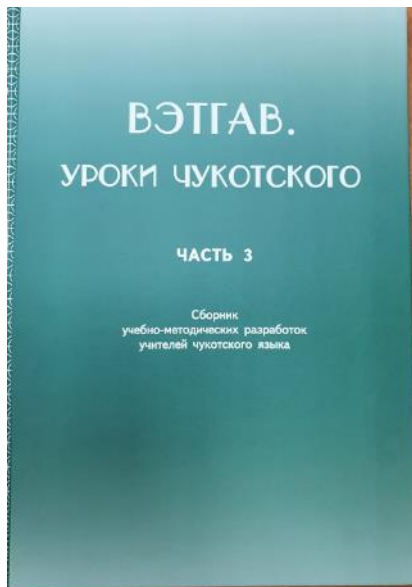 ВЭТГАВ.
УРОКИ ЧУКОТСКОГО
ЧАСТЬ 3
Сборник
учебно-методических разработок
учителей чукотского языка